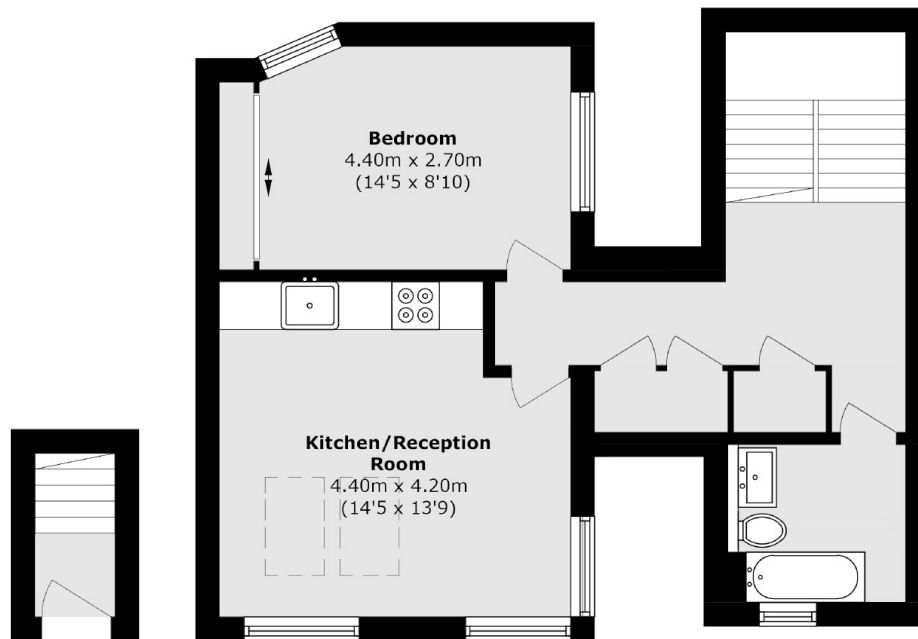 Bedroom
4.40m x 2.70m
(14'5 x 8'10)
Kitchen/Reception
Room
4.40m x 4.20m
(14'5 x 13'9)